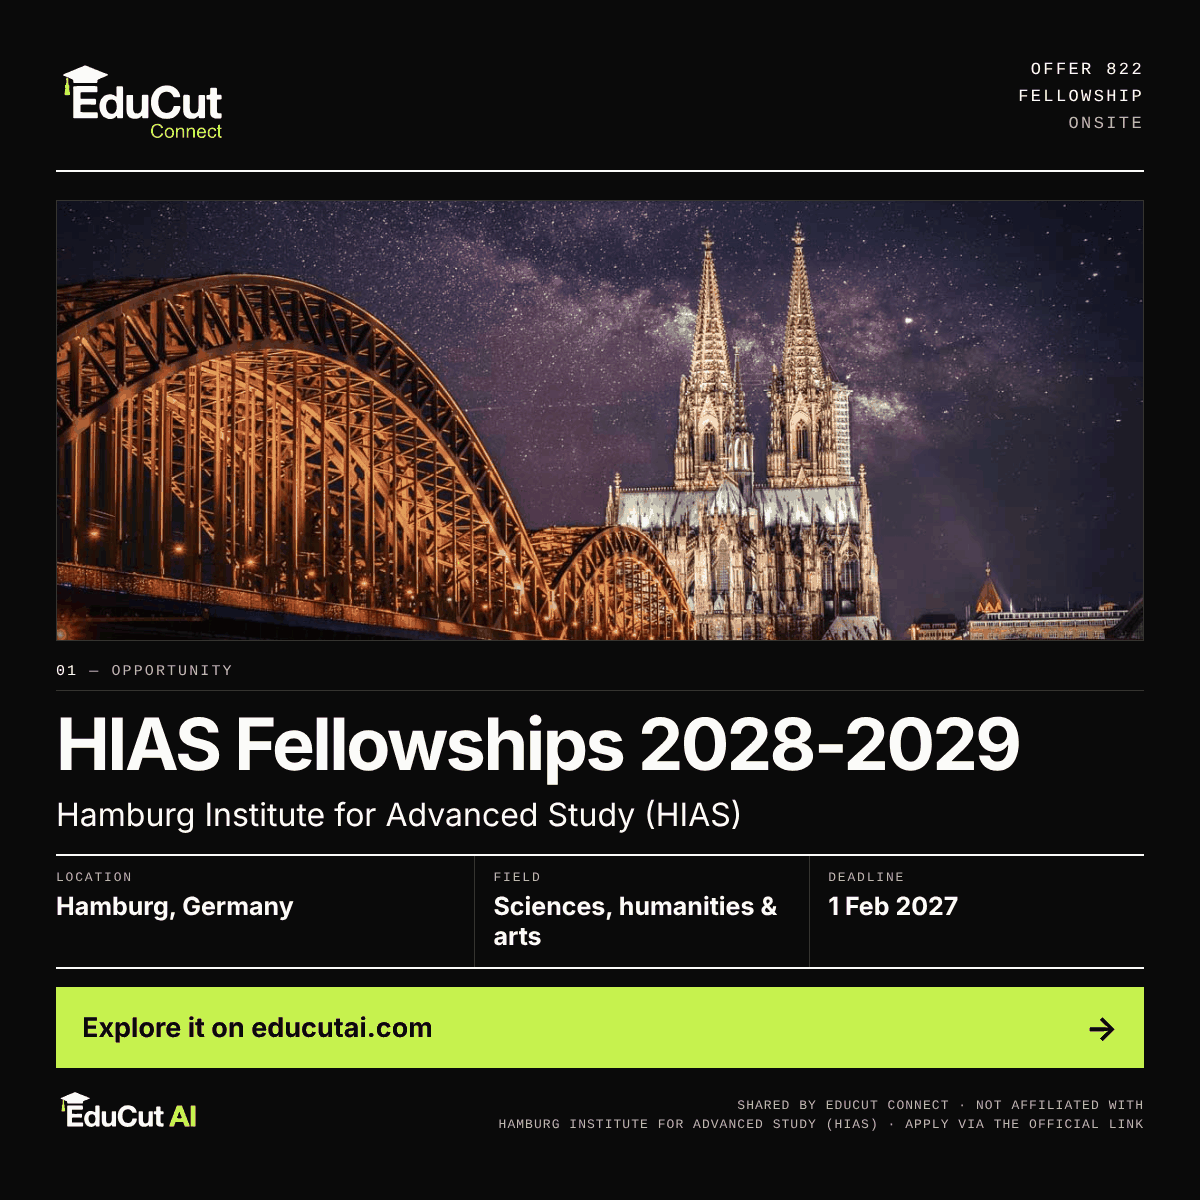 EduCut
Connect
OFFER 822
FELLOWSHIP
ONSITE
01 — OPPORTUNITY
HIAS Fellowships 2028-2029
Hamburg Institute for Advanced Study (HIAS)
LOCATION
Hamburg, Germany
FIELD
Sciences, humanities &
arts
DEADLINE
1 Feb 2027
Explore it on educutai.com →
EduCut AI
SHARED BY EDUCUT CONNECT · NOT AFFILIATED WITH
HAMBURG INSTITUTE FOR ADVANCED STUDY (HIAS) · APPLY VIA THE OFFICIAL LINK